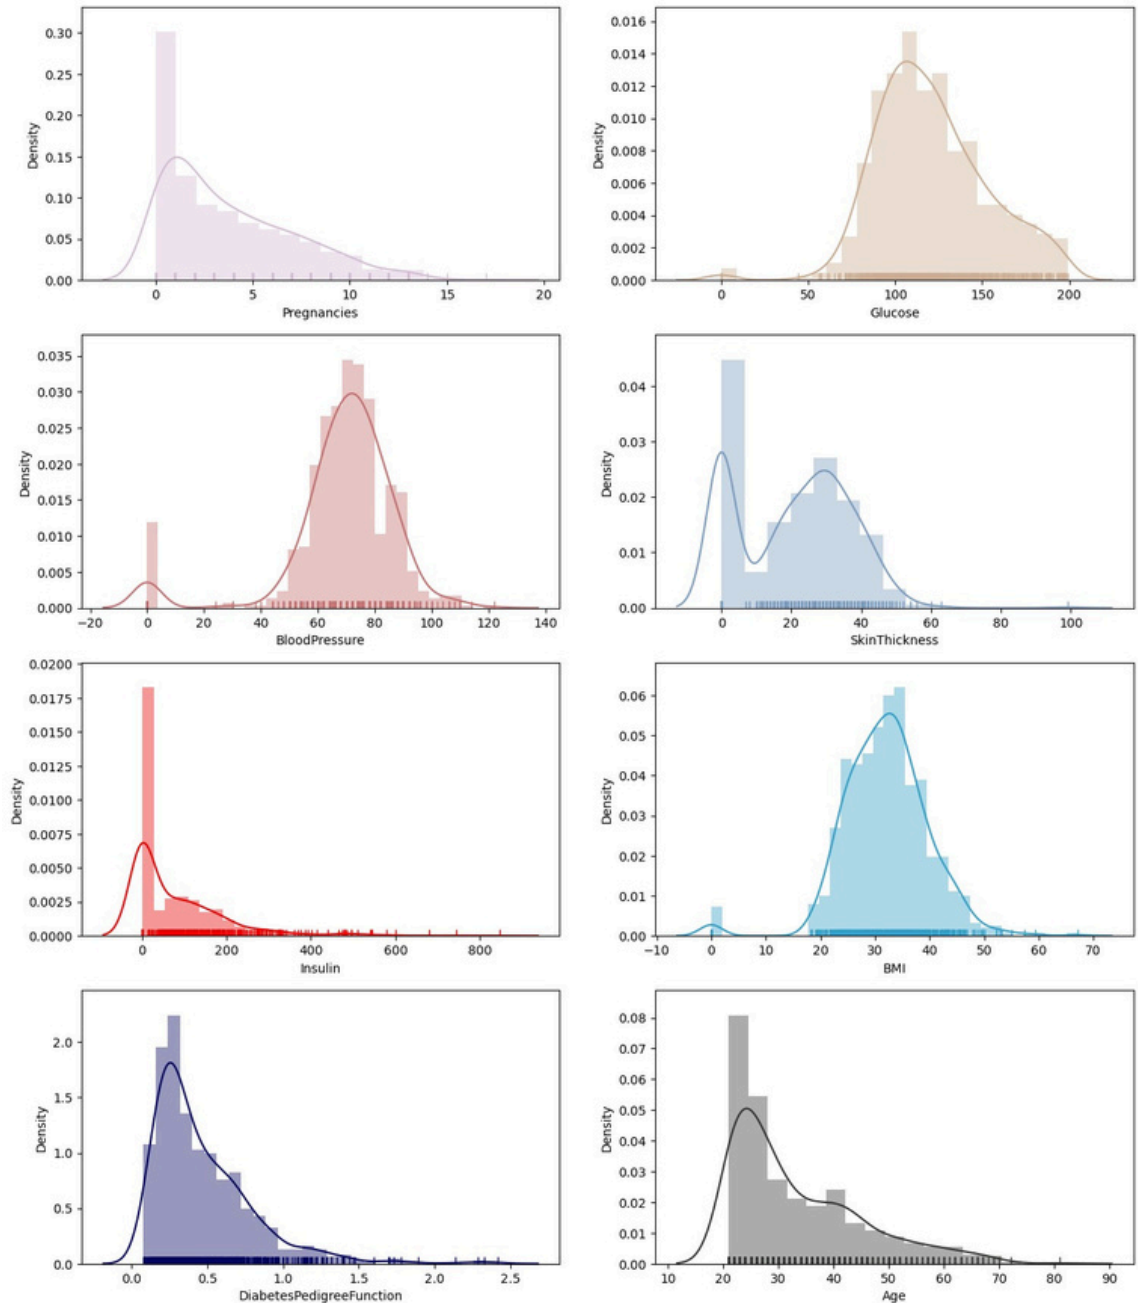 0.30
0.25
0.20
0.15
0.10
0.05
0.00
Density
0 5 10 15 20
Pregnancies
0.016
0.014
0.012
0.010
0.008
0.006
0.004
0.002
0.000
Density
0 50 100 150 200
Glucose
0.035
0.030
0.025
0.020
0.015
0.010
0.005
0.000
Density
−20 0 20 40 60 80 100 120 140
BloodPressure
0.04
0.03
0.02
0.01
0.00
Density
0 20 40 60 80 100
SkinThickness
0.0200
0.0175
0.0150
0.0125
0.0100
0.0075
0.0050
0.0025
0.0000
Density
0 200 400 600 800
Insulin
0.06
0.05
0.04
0.03
0.02
0.01
0.00
Density
−10 0 10 20 30 40 50 60 70
BMI
2.0
1.5
1.0
0.5
0.0
Density
0.0 0.5 1.0 1.5 2.0 2.5
DiabetesPedigreeFunction
0.08
0.07
0.06
0.05
0.04
0.03
0.02
0.01
0.00
Density
10 20 30 40 50 60 70 80 90
Age